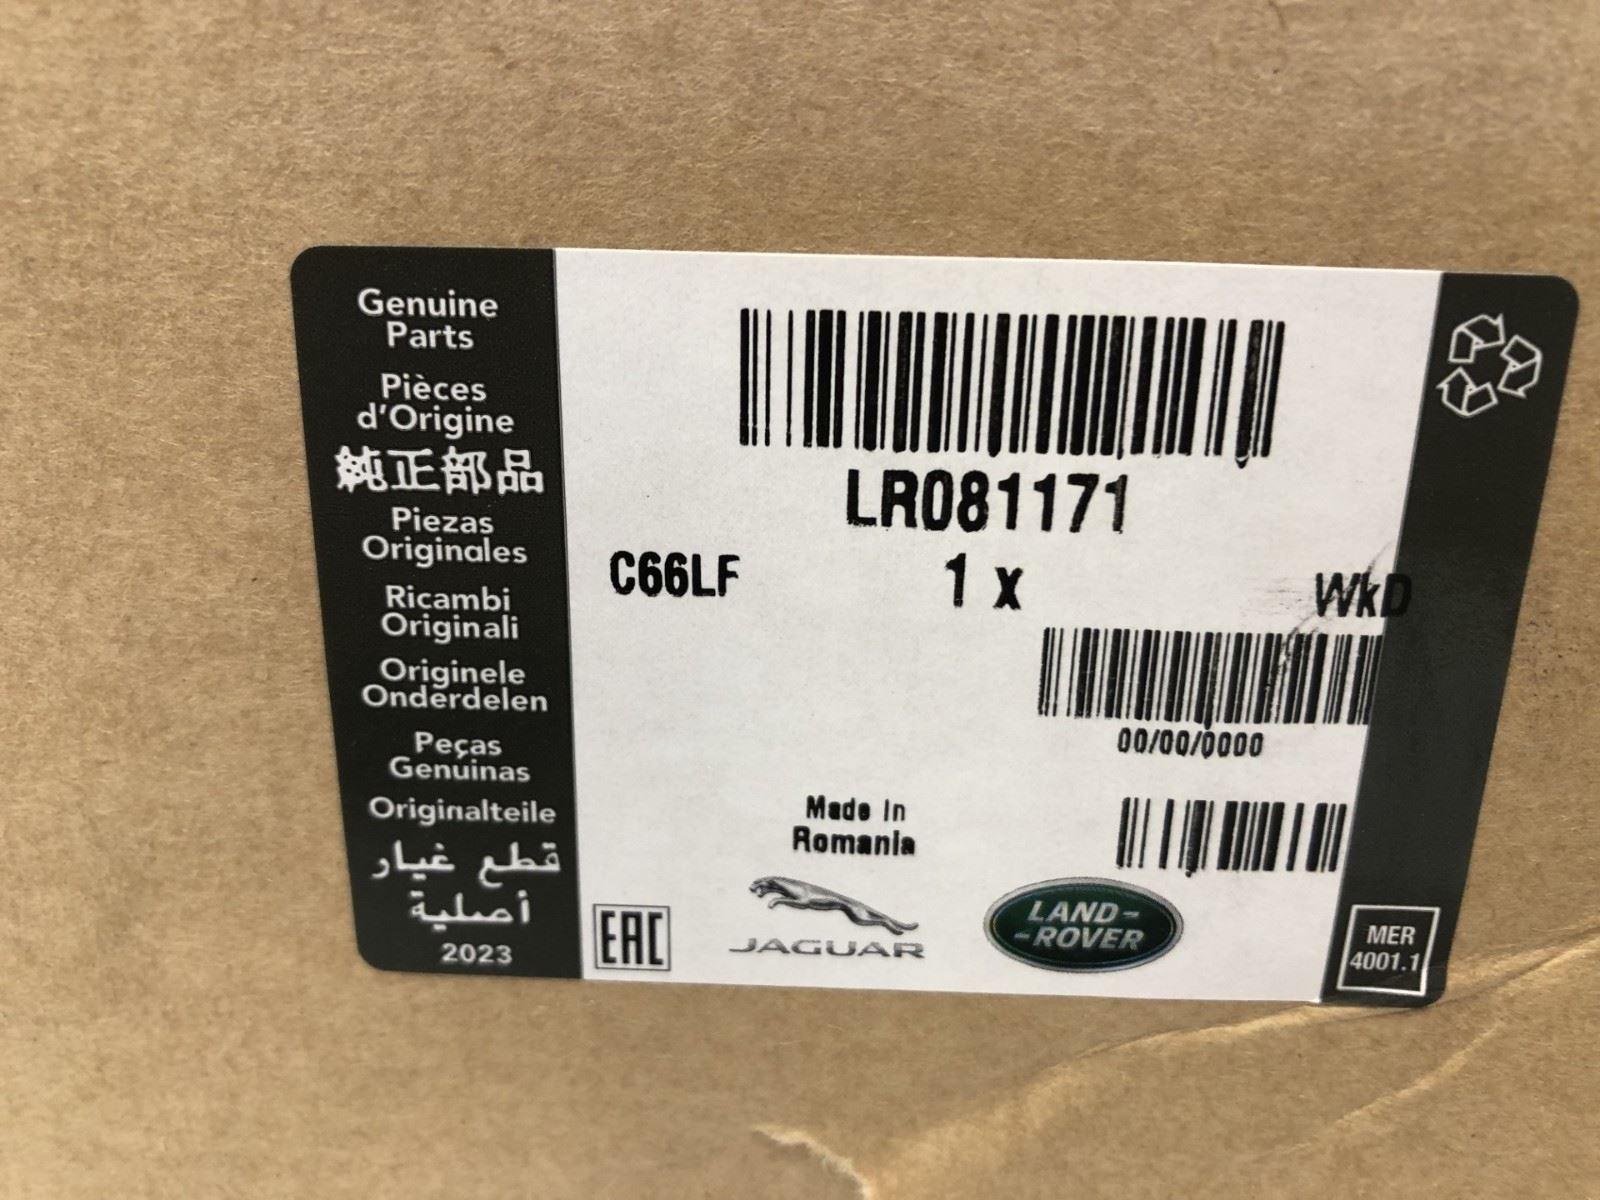 Genuine
Parts
Pièces
d'Origine
純正部品
Piezas
Originales
Ricambi
Originali
Originele
Onderdelen
Peças
Genuinas
Originalteile
قطع غيار
أصلية
2023
LR081171
C66LF
1 x
WkD
00/00/0000
Made In
Romania
EAC
JAGUAR
LAND-
-ROVER
MER
4001.1